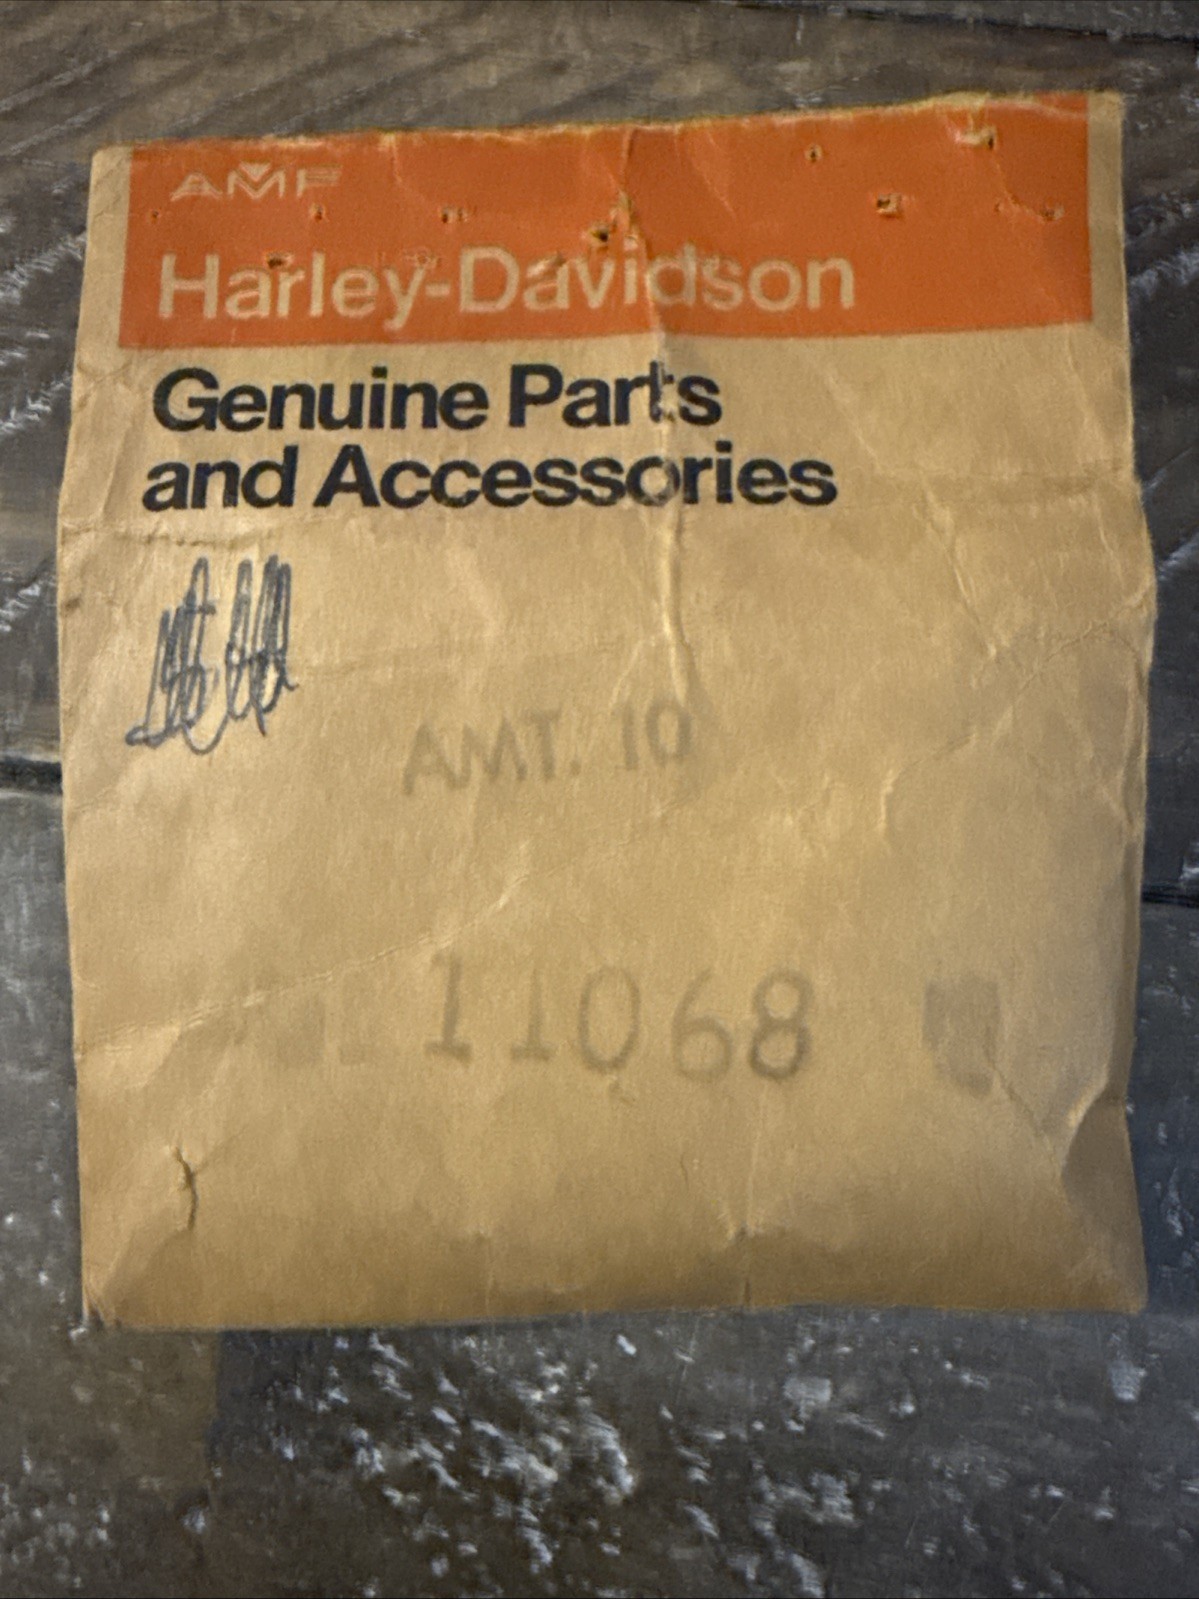 AMF
Harley-Davidson
Genuine Parts
and Accessories
AMT. 10
11068